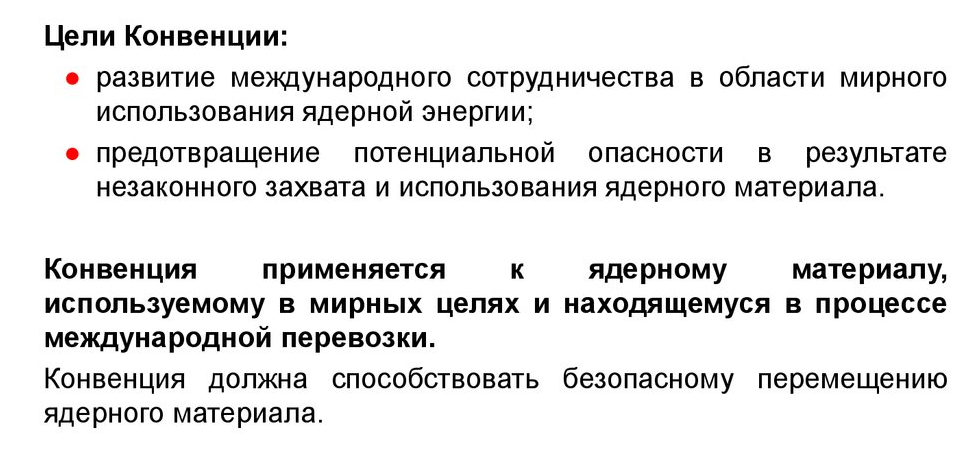 Цели Конвенции:
● развитие международного сотрудничества в области мирного
использования ядерной энергии;
● предотвращение потенциальной опасности в результате
незаконного захвата и использования ядерного материала.
Конвенция применяется к ядерному материалу,
используемому в мирных целях и находящемуся в процессе
международной перевозки.
Конвенция должна способствовать безопасному перемещению
ядерного материала.